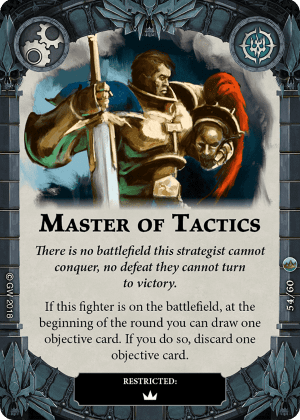 MASTER OF TACTICS
There is no battlefield this strategist cannot
conquer, no defeat they cannot turn
to victory.
If this fighter is on the battlefield, at the
beginning of the round you can draw one
objective card. If you do so, discard one
objective card.
RESTRICTED:
© GW 2018
54/60